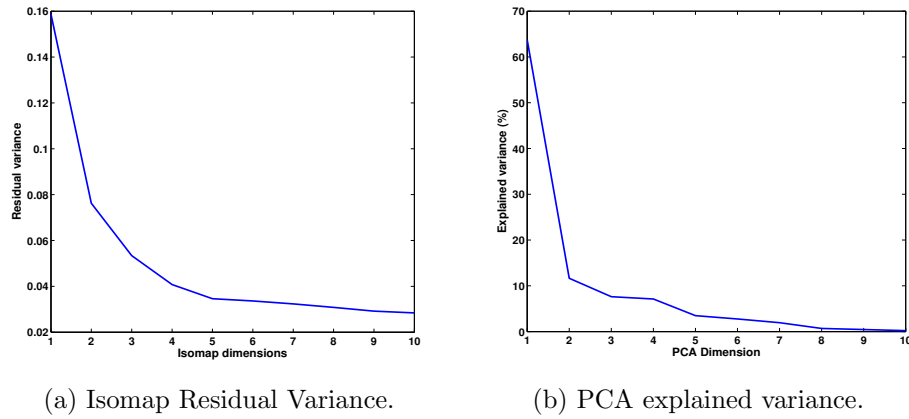 0.16
0.14
0.12
0.1
0.08
0.06
0.04
0.02
Residual variance
1 2 3 4 5 6 7 8 9 10
Isomap dimensions
(a) Isomap Residual Variance.
70
60
50
40
30
20
10
0
Explained variance (%)
1 2 3 4 5 6 7 8 9 10
PCA Dimension
(b) PCA explained variance.